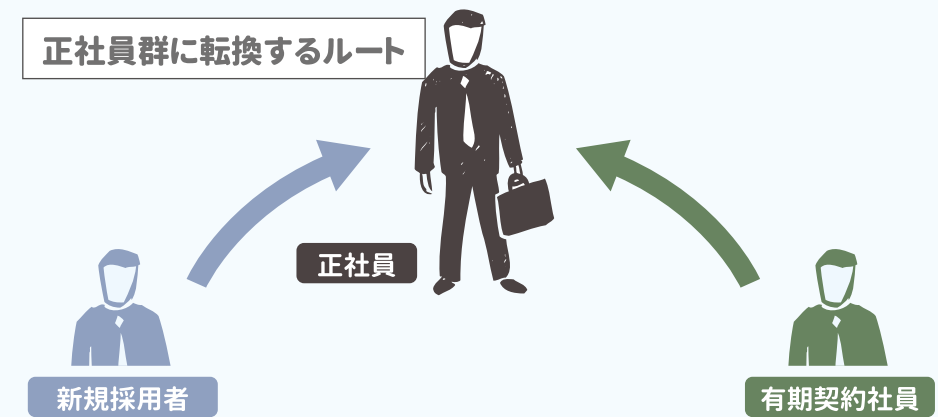 正社員群に転換するルート
正社員
新規採用者
有期契約社員